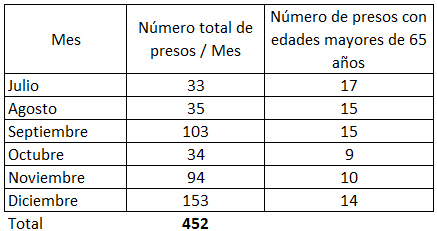 Mes Número total de presos / Mes Número de presos con edades mayores de 65 años
Julio 33 17
Agosto 35 15
Septiembre 103 15
Octubre 34 9
Noviembre 94 10
Diciembre 153 14
Total 452